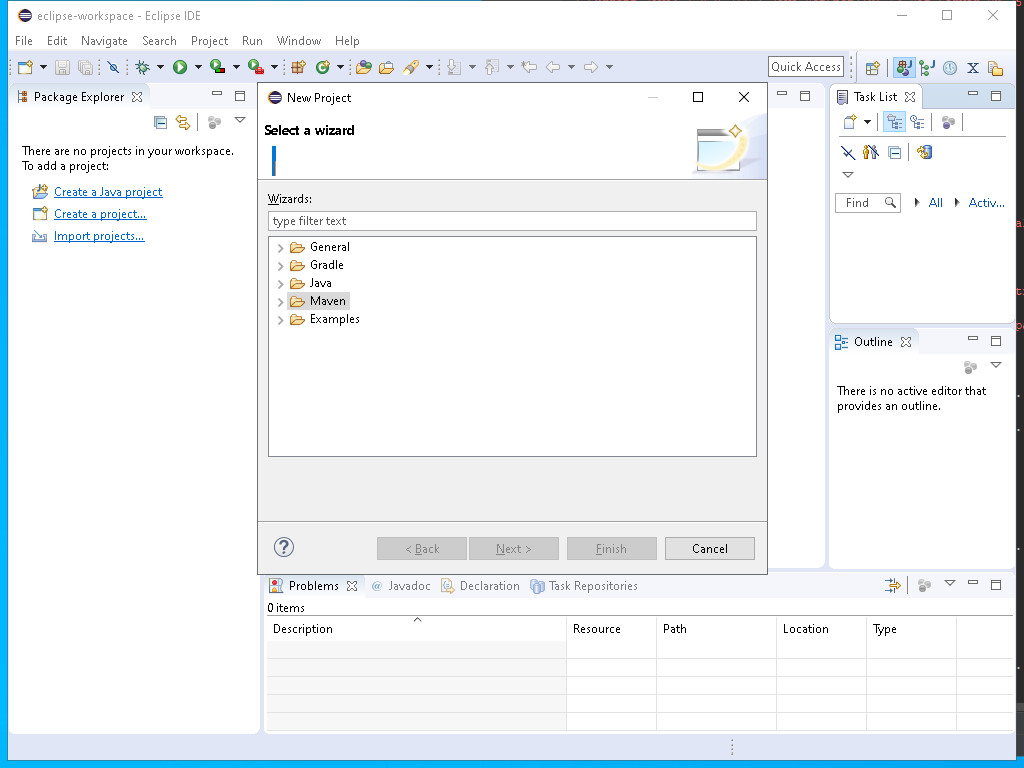 eclipse-workspace - Eclipse IDE
File Edit Navigate Search Project Run Window Help
Quick Access
Package Explorer
There are no projects in your workspace.
To add a project:
Create a Java project
Create a project...
Import projects...
New Project
Select a wizard
Wizards:
type filter text
General
Gradle
Java
Maven
Examples
?
< Back Next > Finish Cancel
Task List
Find All Activ...
Outline
There is no active editor that
provides an outline.
Problems @ Javadoc Declaration Task Repositories
0 items
Description Resource Path Location Type